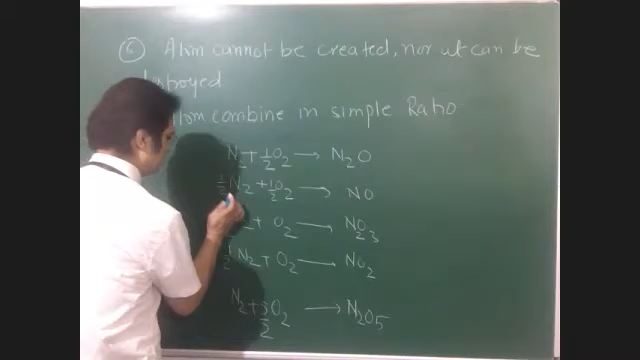 6 Atom cannot be created, nor it can be
destroyed
Atom combine in simple Ratio
N2 + 1/2 O2 → N2O
1/2 N2 + 1/2 O2 → NO
N2 + O2 → N2O3
1/2 N2 + O2 → NO2
N2 + 5/2 O2 → N2O5